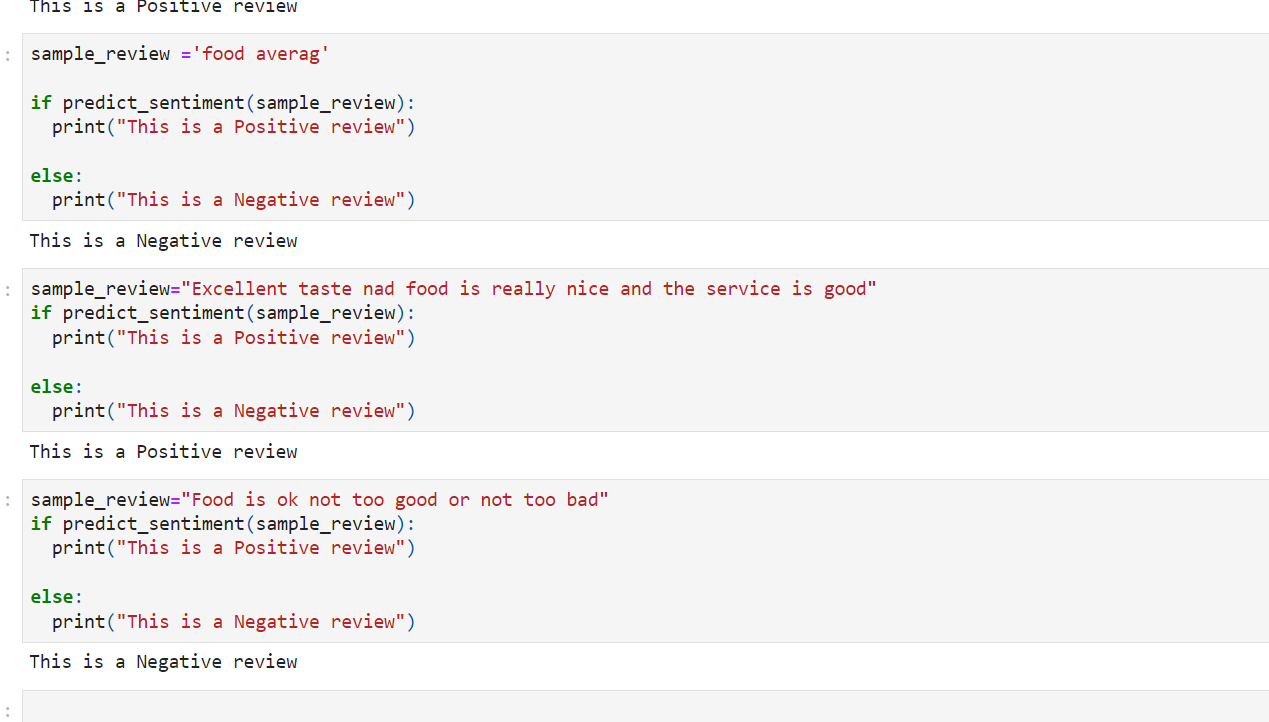 This is a Positive review
sample_review ='food averag'
if predict_sentiment(sample_review):
  print("This is a Positive review")
else:
  print("This is a Negative review")
This is a Negative review
sample_review="Excellent taste nad food is really nice and the service is good"
if predict_sentiment(sample_review):
  print("This is a Positive review")
else:
  print("This is a Negative review")
This is a Positive review
sample_review="Food is ok not too good or not too bad"
if predict_sentiment(sample_review):
  print("This is a Positive review")
else:
  print("This is a Negative review")
This is a Negative review